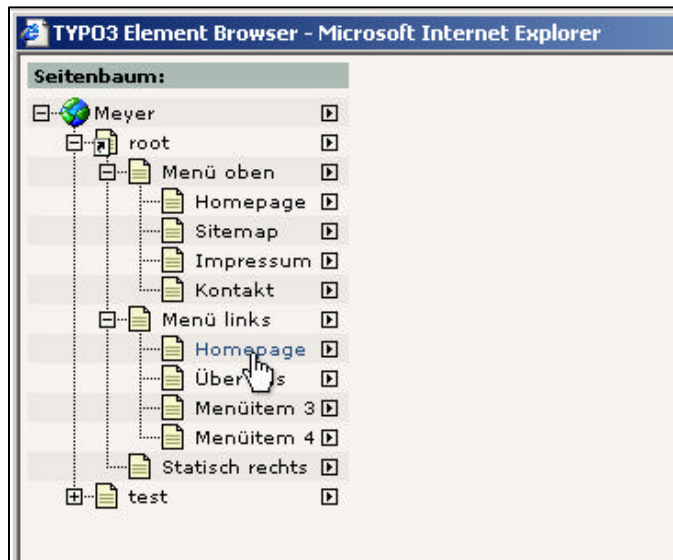 TYPO3 Element Browser - Microsoft Internet Explorer
Seitenbaum:
Meyer
root
Menü oben
Homepage
Sitemap
Impressum
Kontakt
Menü links
Homepage
Über
Menüitem 3
Menüitem 4
Statisch rechts
test